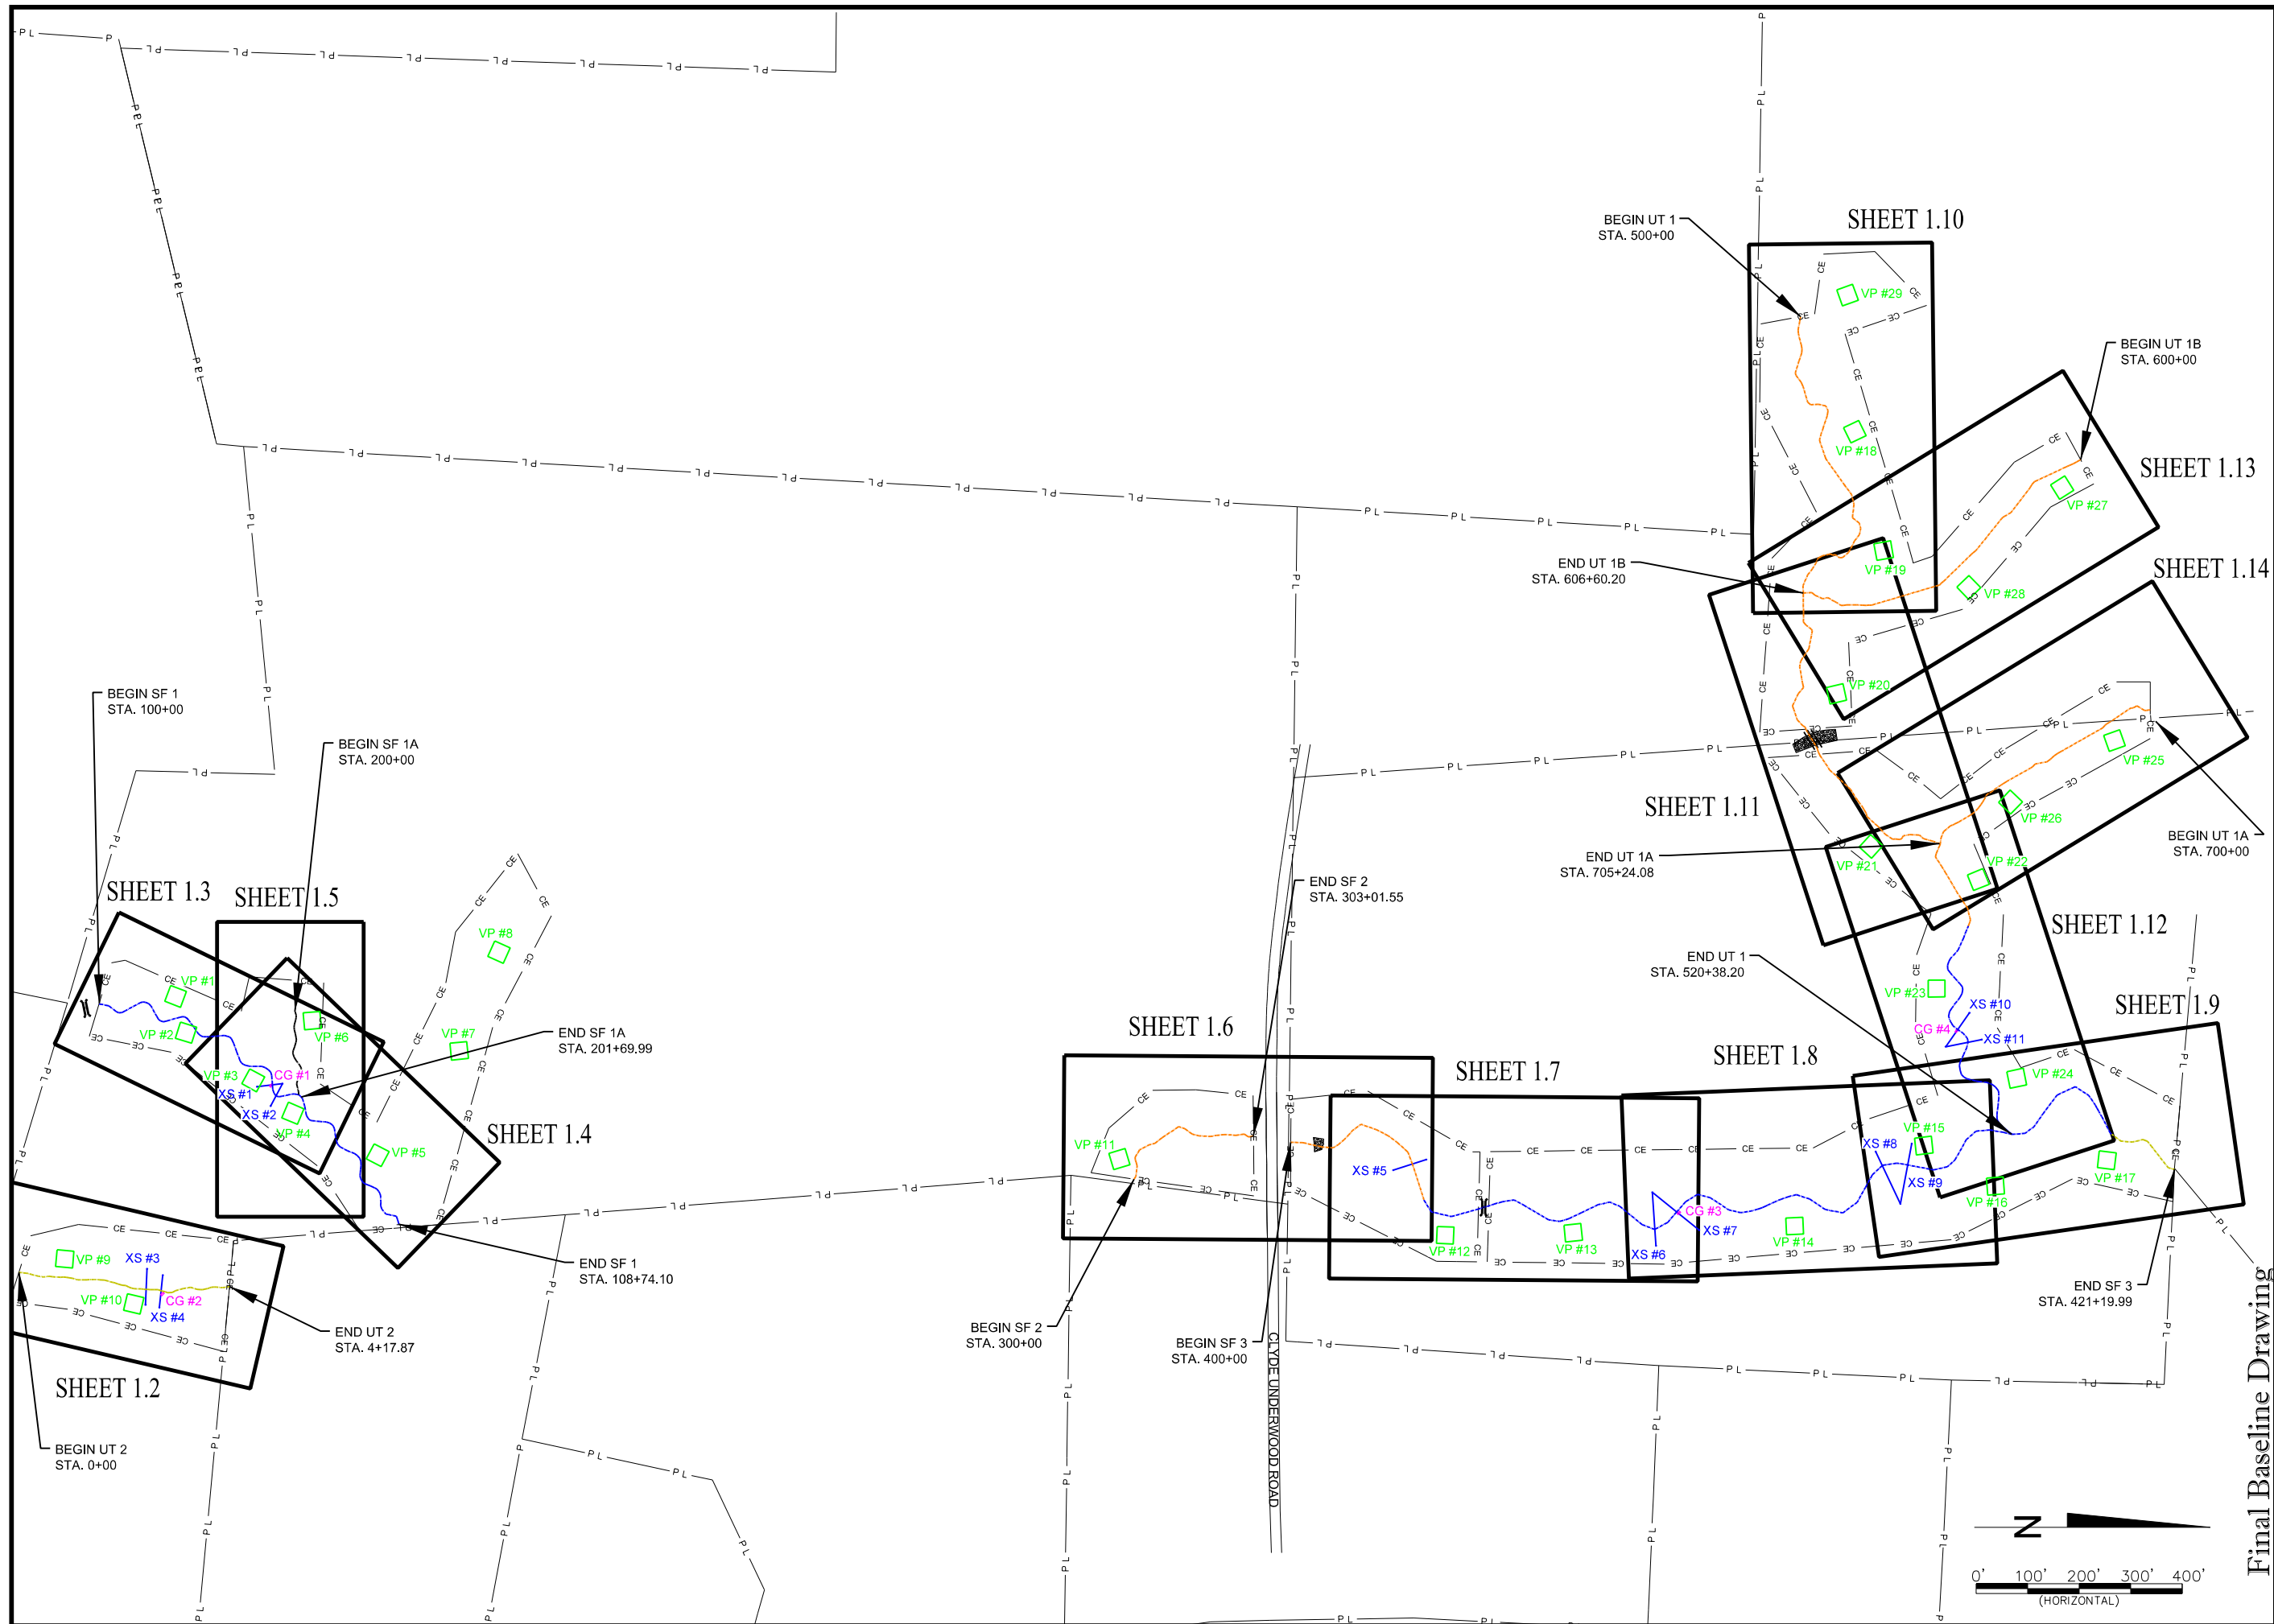 BEGIN UT 1
STA. 500+00
SHEET 1.10
VP #29
BEGIN UT 1B
STA. 600+00
VP #18
SHEET 1.13
VP #27
END UT 1B
STA. 606+60.20
VP #19
VP #28
SHEET 1.14
BEGIN SF 1
STA. 100+00
BEGIN SF 1A
STA. 200+00
VP #20
VP #25
SHEET 1.11
VP #26
BEGIN UT 1A
STA. 700+00
END UT 1A
STA. 705+24.08
VP #21
VP #22
SHEET 1.3
SHEET 1.5
END SF 2
STA. 303+01.55
VP #8
SHEET 1.12
END UT 1
STA. 520+38.20
VP #1
VP #2
VP #6
VP #7
END SF 1A
STA. 201+69.99
VP #23
XS #10
CG #4
XS #11
SHEET 1.9
SHEET 1.6
SHEET 1.7
SHEET 1.8
VP #3
CG #1
XS #1
XS #2
VP #4
VP #24
SHEET 1.4
VP #5
VP #11
XS #5
VP #15
XS #8
XS #9
VP #16
VP #17
CG #3
XS #7
XS #6
VP #12
VP #13
VP #14
VP #9
XS #3
VP #10
CG #2
XS #4
END SF 1
STA. 108+74.10
END SF 3
STA. 421+19.99
END UT 2
STA. 4+17.87
BEGIN SF 2
STA. 300+00
BEGIN SF 3
STA. 400+00
CLYDE UNDERWOOD ROAD
SHEET 1.2
BEGIN UT 2
STA. 0+00
Final Baseline Drawing
N
0' 100' 200' 300' 400'
(HORIZONTAL)